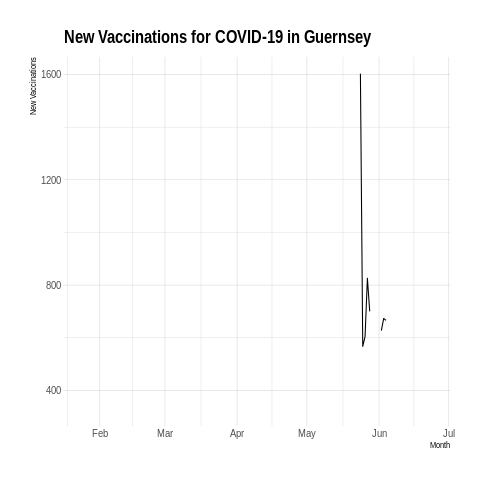 New Vaccinations for COVID-19 in Guernsey
New Vaccinations
1600
1200
800
400
Feb Mar Apr May Jun Jul
Month